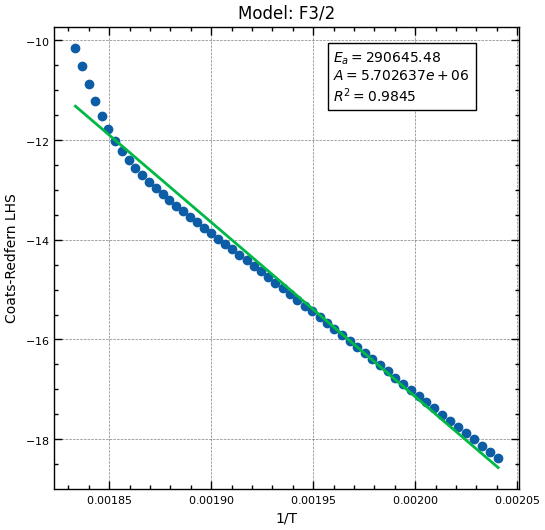 Model: F3/2
E_a = 290645.48
A = 5.702637e + 06
R² = 0.9845
Coats-Redfern LHS
−10
−12
−14
−16
−18
0.00185
0.00190
0.00195
0.00200
0.00205
1/T